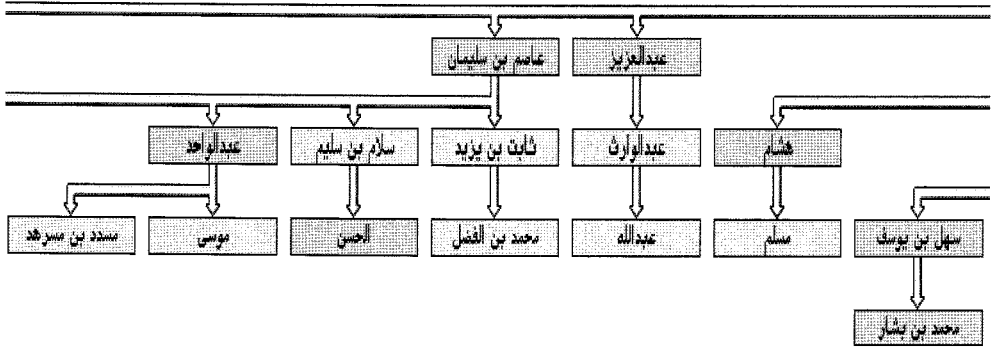 عبدالعزيز
عاصم بن سليمان
هشام
عبدالوارث
ثابت بن يزيد
سلام بن سليم
عبدالواحد
سهل بن يوسف
مسلم
عبدالله
محمد بن الفضل
الحسن
موسى
مسدد بن مسرهد
محمد بن بشار